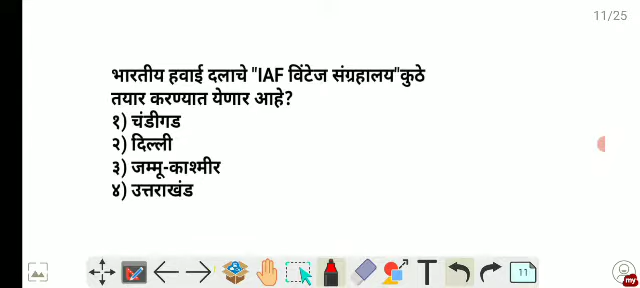 11/25
भारतीय हवाई दलाचे "IAF विंटेज संग्रहालय"कुठे
तयार करण्यात येणार आहे?
१) चंडीगड
२) दिल्ली
३) जम्मू-काश्मीर
४) उत्तराखंड
T
11
my